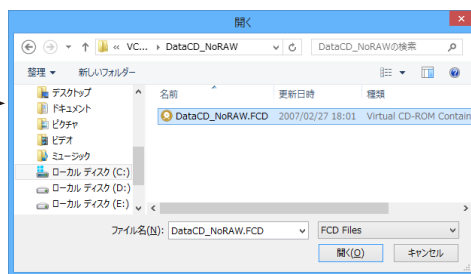 開く
« VC... ▸ DataCD_NoRAW
DataCD_NoRAWの検索
整理 ▼ 新しいフォルダー
名前 更新日時 種類
デスクトップ
ドキュメント
ピクチャ
ビデオ
ミュージック
ローカル ディスク (C:)
ローカル ディスク (D:)
ローカル ディスク (E:)
DataCD_NoRAW.FCD 2007/02/27 18:01 Virtual CD-ROM Contain
ファイル名(N): DataCD_NoRAW.FCD FCD Files
開く(O) キャンセル